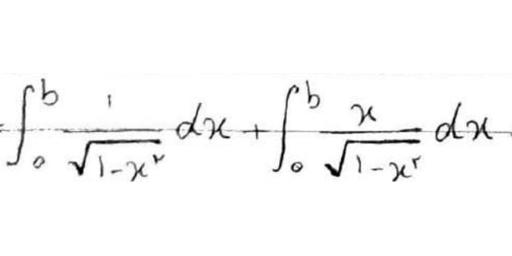 ∫₀ᵇ 1/√(1-x²) dx + ∫₀ᵇ x/√(1-x²) dx